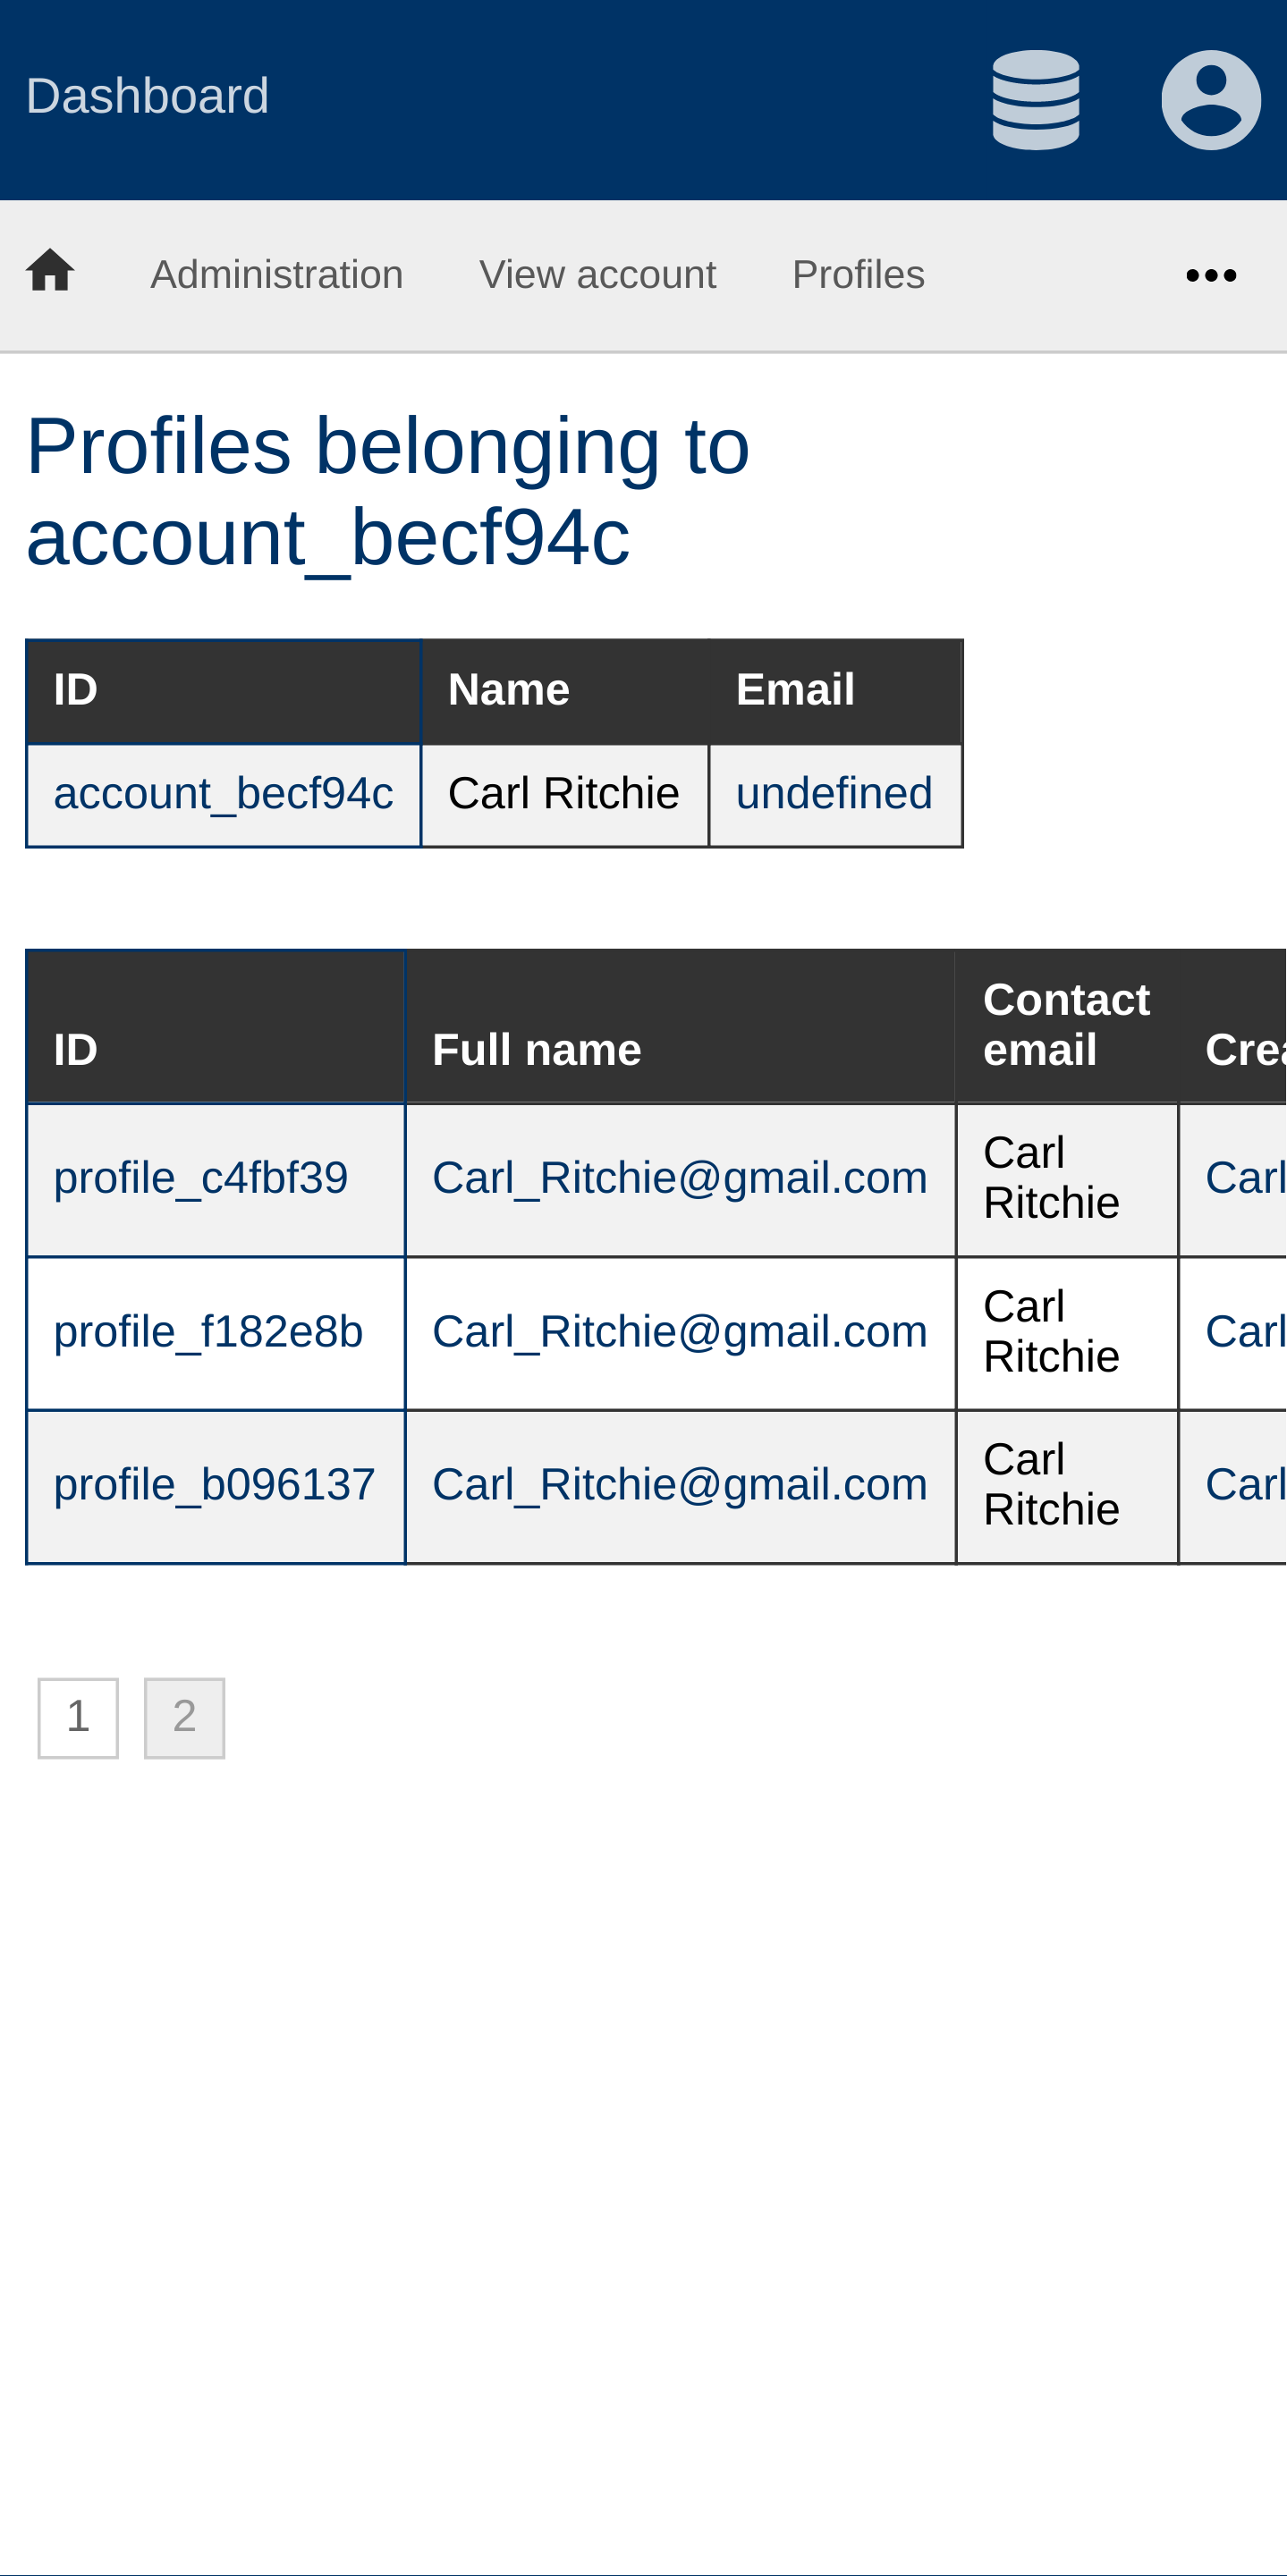 Dashboard
Administration View account Profiles
Profiles belonging to
account_becf94c
ID Name Email
account_becf94c Carl Ritchie undefined
Contact
ID Full name email Crea
Carl
profile_c4fbf39 Carl_Ritchie@gmail.com Carl
Ritchie
Carl
profile_f182e8b Carl_Ritchie@gmail.com Carl
Ritchie
Carl
profile_b096137 Carl_Ritchie@gmail.com Carl
Ritchie
1 2